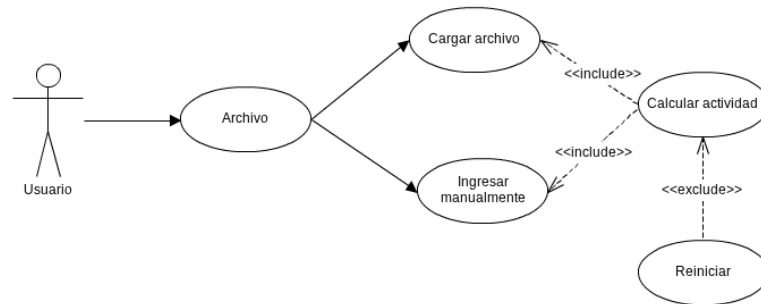 Cargar archivo
<<include>>
Calcular actividad
Archivo
<<include>>
Ingresar
manualmente
Usuario
<<exclude>>
Reiniciar